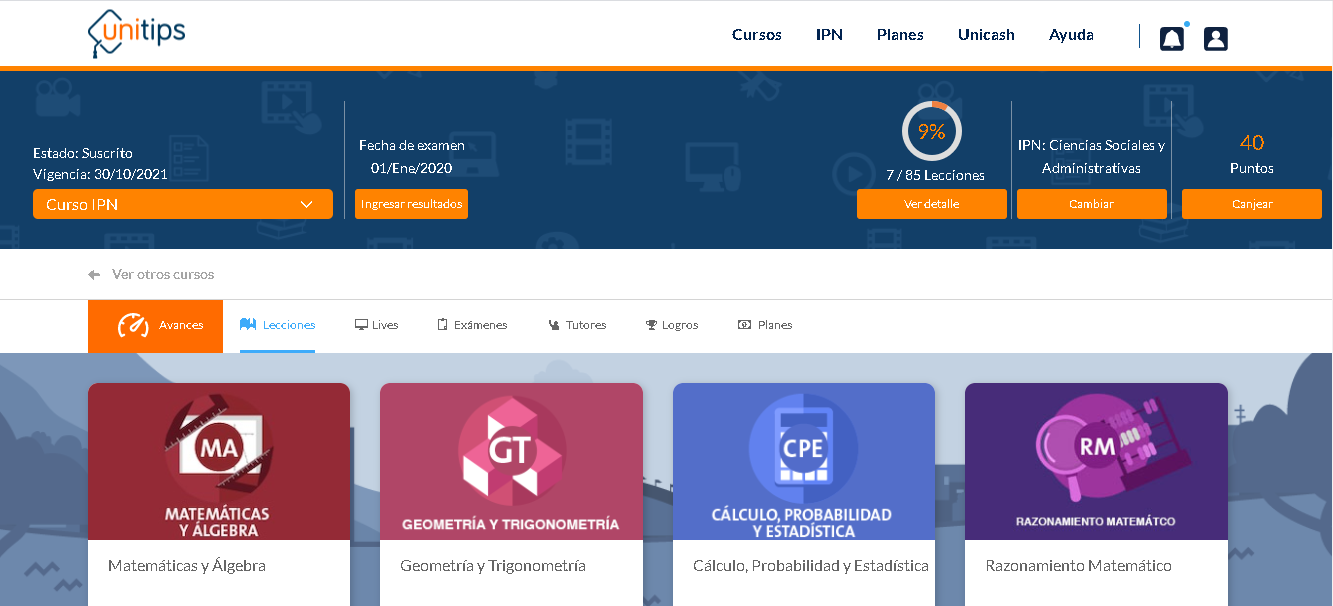 unitips
Cursos
IPN
Planes
Unicash
Ayuda
Estado: Suscrito
Vigencia: 30/10/2021
Curso IPN
Fecha de examen
01/Ene/2020
Ingresar resultados
9%
7 / 85 Lecciones
Ver detalle
IPN: Ciencias Sociales y
Administrativas
Cambiar
40
Puntos
Canjear
Ver otros cursos
Avances
Lecciones
Lives
Exámenes
Tutores
Logros
Planes
MA
MATEMÁTICAS
Y ÁLGEBRA
Matemáticas y Álgebra
GT
GEOMETRÍA Y TRIGONOMETRÍA
Geometría y Trigonometría
CPE
CÁLCULO, PROBABILIDAD
Y ESTADÍSTICA
Cálculo, Probabilidad y Estadística
RM
RAZONAMIENTO MATEMÁTCO
Razonamiento Matemático